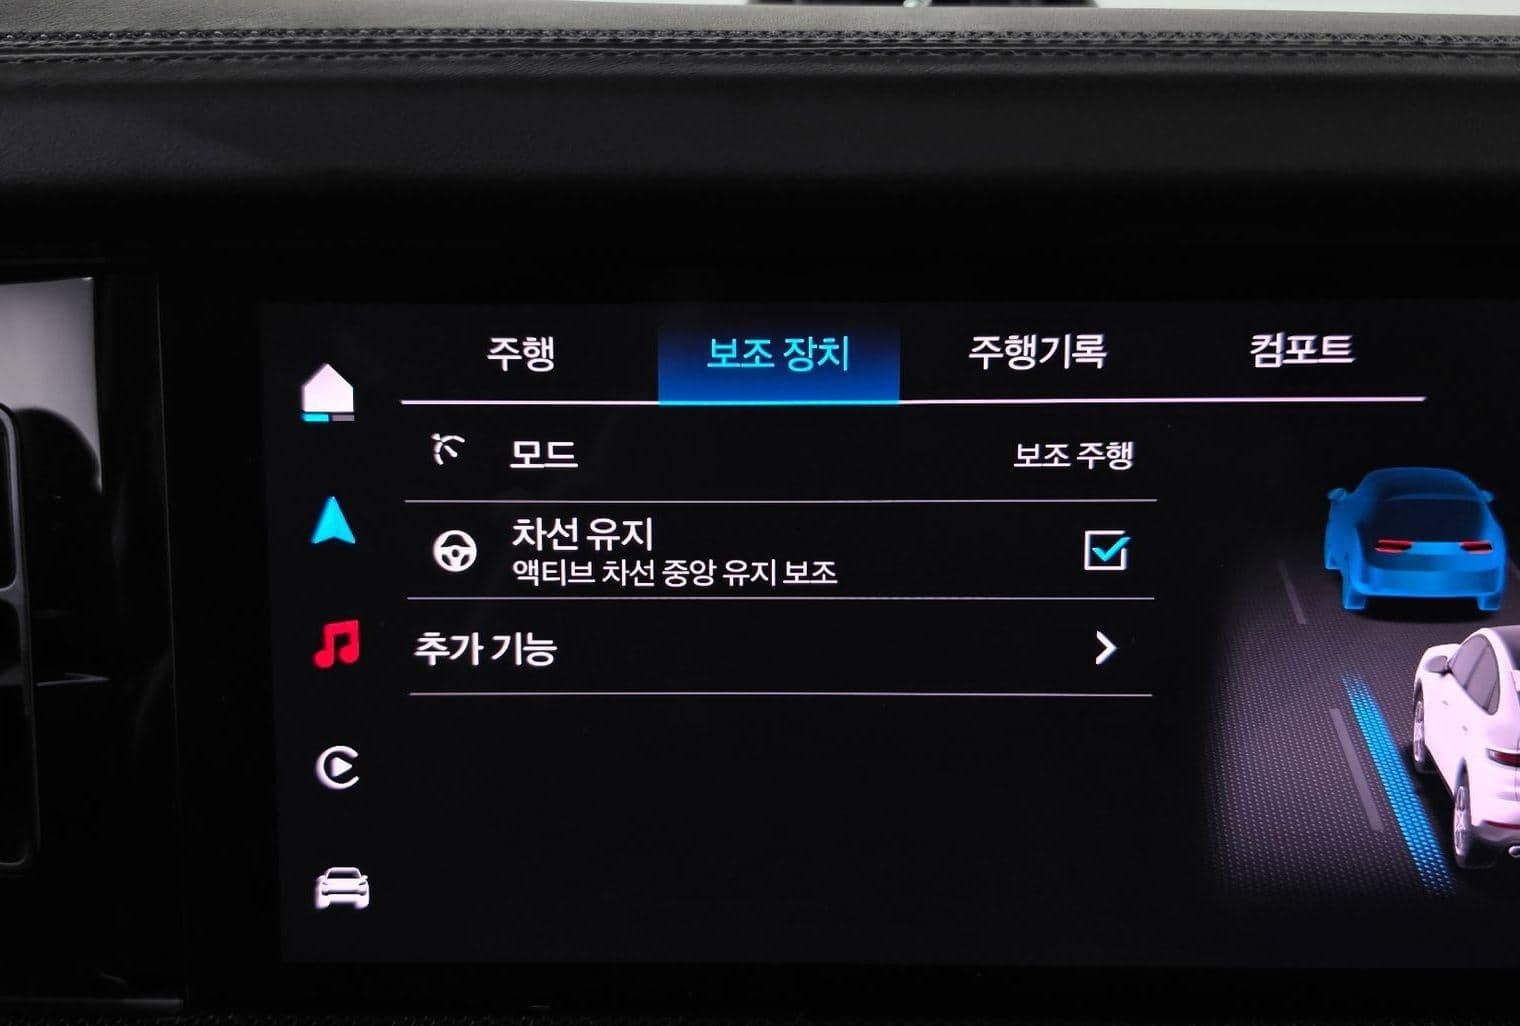 주행 보조 장치 주행기록 컴포트
모드 보조 주행
차선 유지
액티브 차선 중앙 유지 보조
추가 기능